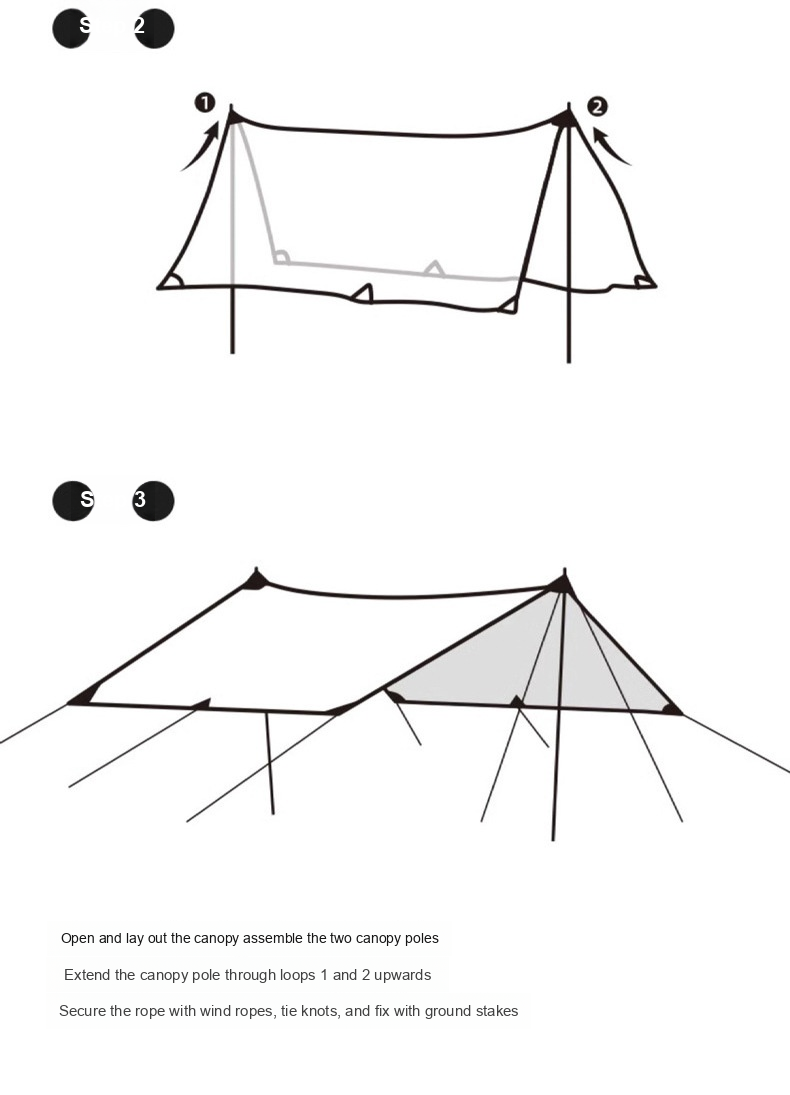 S 2
1
2
S 3
Open and lay out the canopy assemble the two canopy poles
Extend the canopy pole through loops 1 and 2 upwards
Secure the rope with wind ropes, tie knots, and fix with ground stakes